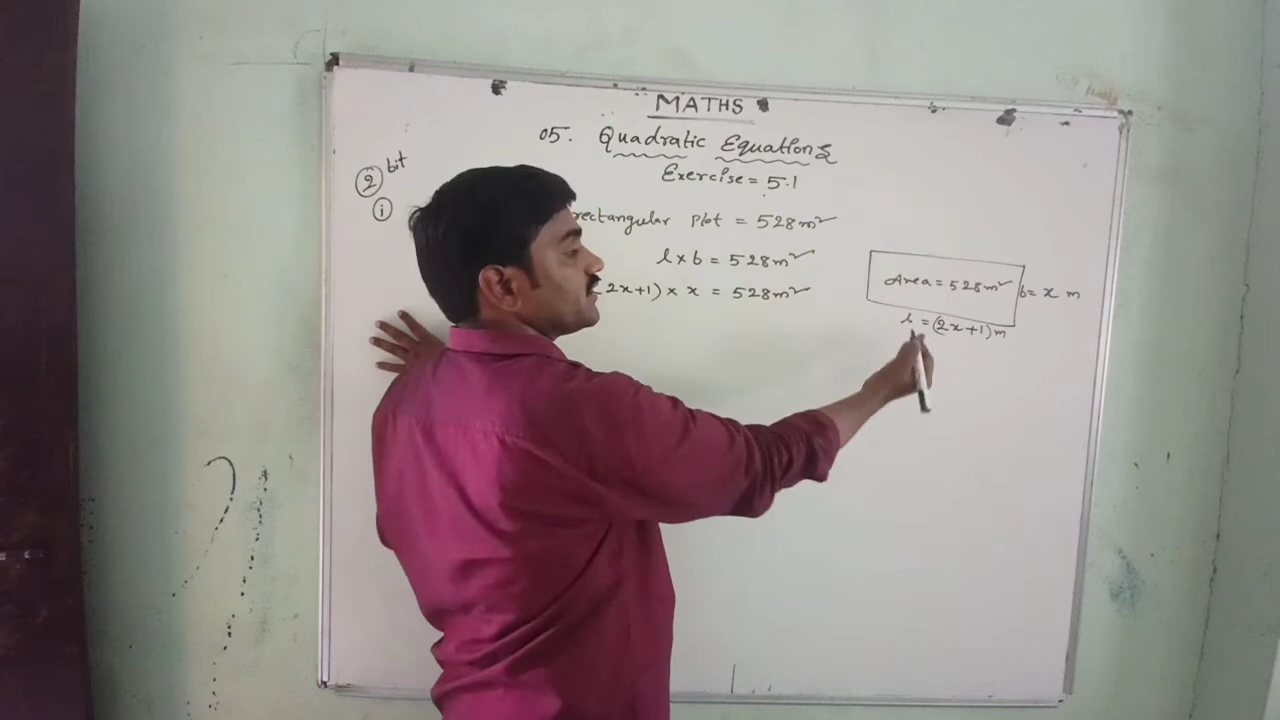 MATHS
05. Quadratic Equations
Exercise = 5.1
2 bit
i
rectangular plot = 528m²
l x b = 528m²
2x+1) x x = 528m²
Area = 528m²
b = x m
l = (2x+1)m